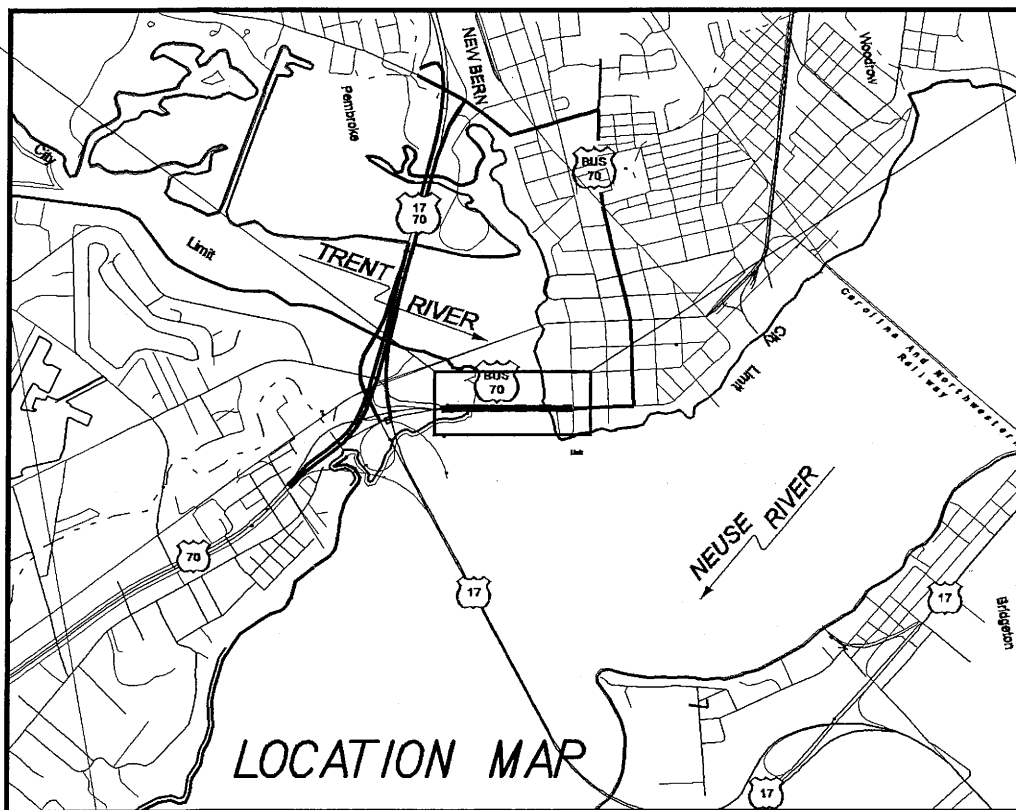 NEW BERN
Woodrow
Pembroke
City
BUS
70
17
70
Limit
TRENT
RIVER
Carolina And Northwestern
Railway
City
Limit
BUS
70
NEUSE RIVER
70
17
17
Bridgeton
LOCATION MAP
17